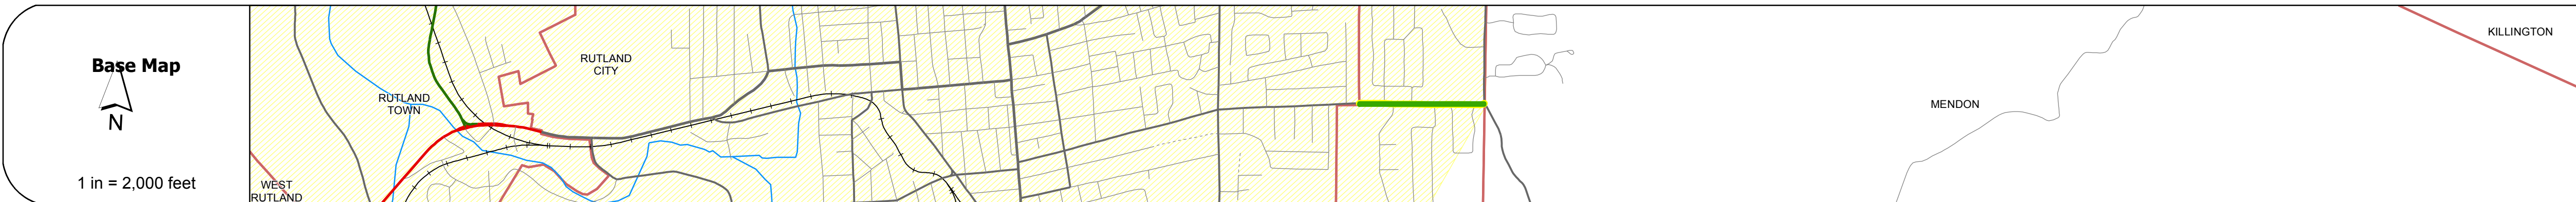 Base Map
N
1 in = 2,000 feet
RUTLAND
TOWN
WEST
RUTLAND
RUTLAND
CITY
MENDON
KILLINGTON